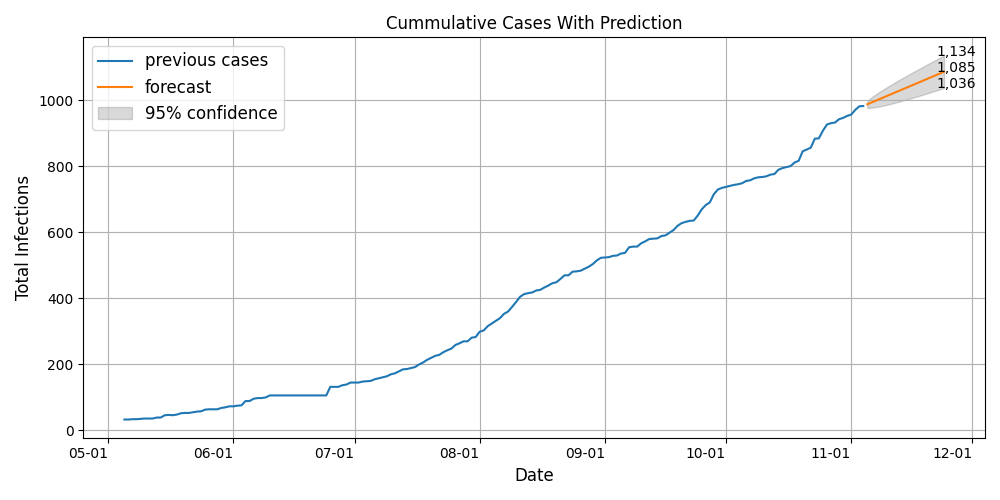 Cummulative Cases With Prediction
previous cases
forecast
95% confidence
1,134
1,085
1,036
1000
800
600
400
200
0
Total Infections
05-01 06-01 07-01 08-01 09-01 10-01 11-01 12-01
Date